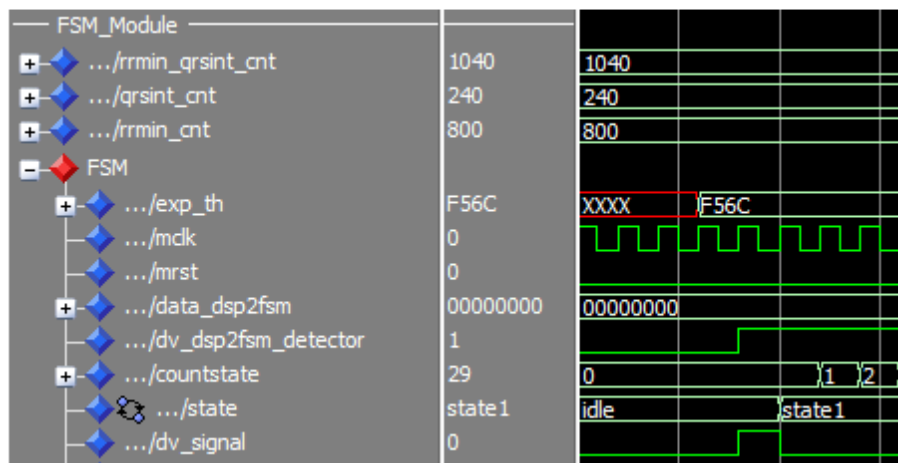 FSM_Module
.../rrmin_qrsint_cnt 1040 1040
.../qrsint_cnt 240 240
.../rrmin_cnt 800 800
FSM
.../exp_th F56C XXXX F56C
.../mclk 0
.../mrst 0
.../data_dsp2fsm 00000000 00000000
.../dv_dsp2fsm_detector 1
.../countstate 29 0 1 2
.../state state1 idle state1
.../dv_signal 0